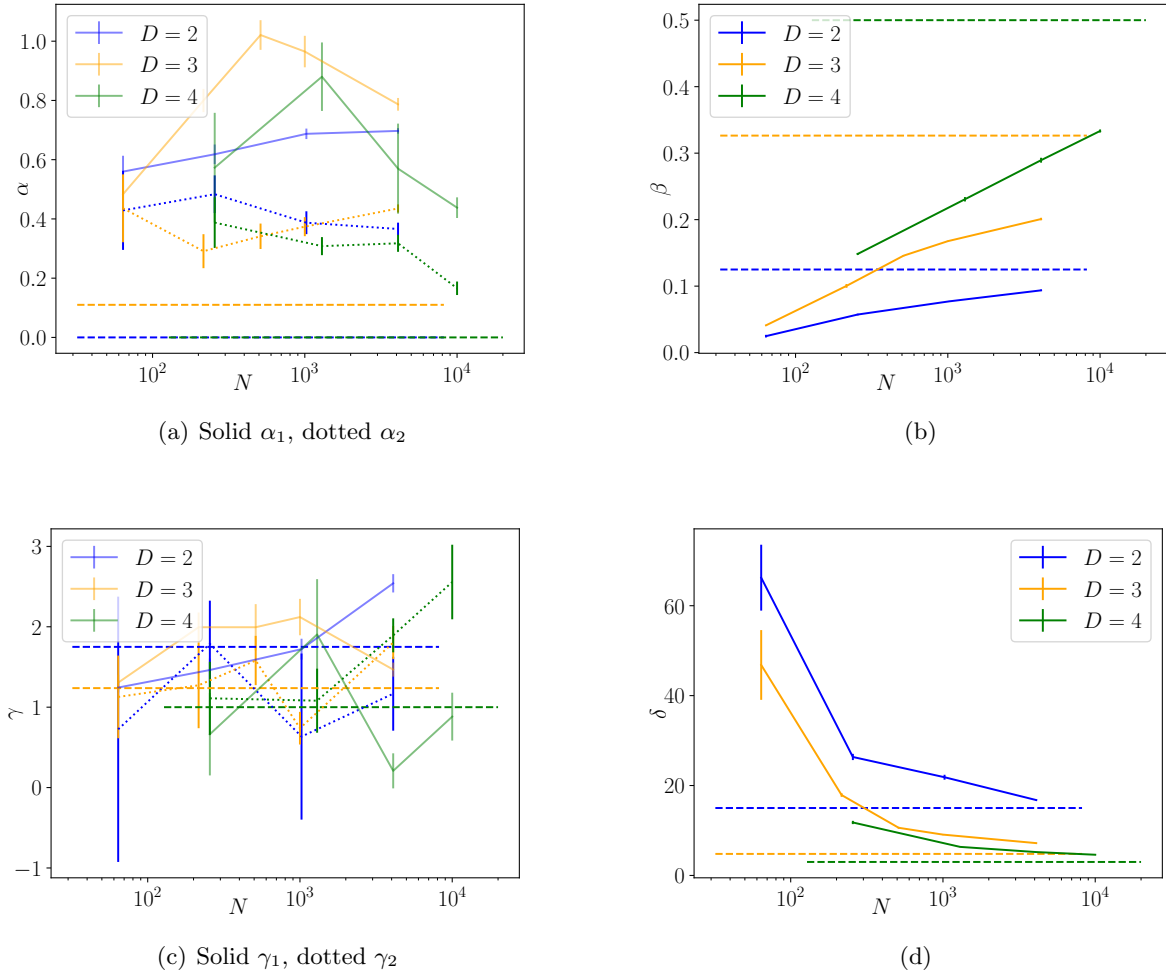 1.0
0.8
0.6
0.4
0.2
0.0
α
D = 2
D = 3
D = 4
10² 10³ 10⁴
N
(a) Solid α₁, dotted α₂
0.5
0.4
0.3
0.2
0.1
0.0
β
D = 2
D = 3
D = 4
10² 10³ 10⁴
N
(b)
3
2
1
0
−1
γ
D = 2
D = 3
D = 4
10² 10³ 10⁴
N
(c) Solid γ₁, dotted γ₂
60
40
20
0
δ
D = 2
D = 3
D = 4
10² 10³ 10⁴
N
(d)